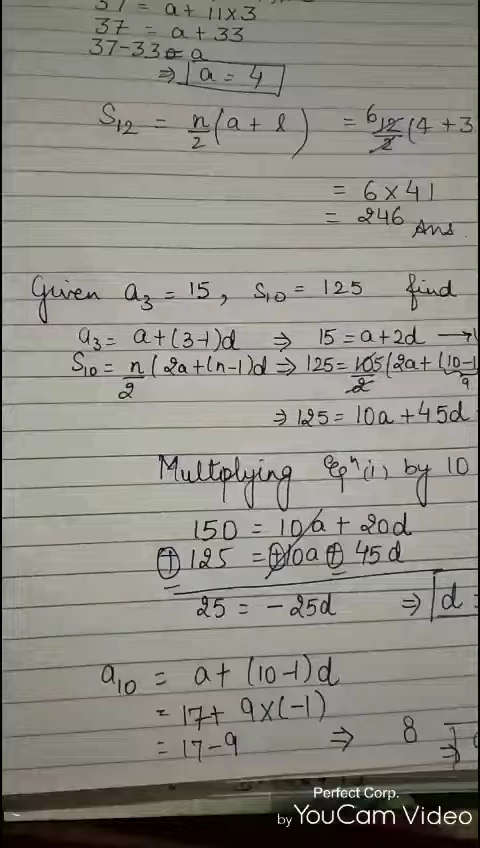 37 = a + 11×3
37 = a + 33
37-33 = a
⇒ a = 4
S₁₂ = n/2 (a + l) = 6 12/2 (4 + 3
= 6 × 41
= 246 Ans.
Given a₃ = 15, S₁₀ = 125 find
a₃ = a+(3-1)d ⇒ 15 = a+2d →
S₁₀ = n/2 (2a+(n-1)d ⇒ 125 = 10 5/2 (2a+(10-1
9
⇒ 125 = 10a + 45d
Multiplying Eqⁿ(i) by 10
150 = 10a + 20d
+ 125 = + 10a + 45d
- - -
25 = -25d ⇒ d =
a₁₀ = a + (10-1)d
= 17 + 9×(-1)
= 17-9 ⇒ 8 ⇒
Perfect Corp.
by YouCam Video